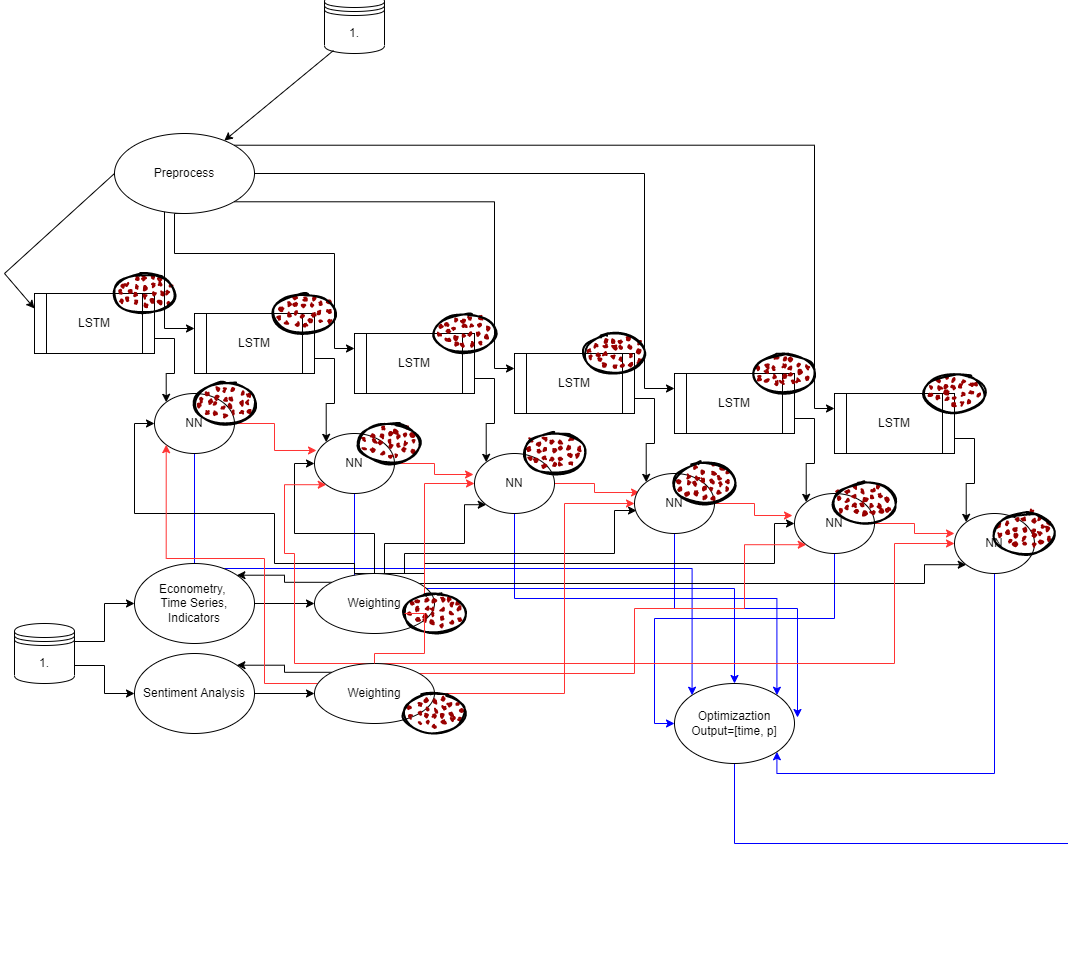 1.
Preprocess
LSTM
LSTM
LSTM
LSTM
LSTM
LSTM
NN
NN
NN
NN
NN
NN
Econometry,
Time Series,
Indicators
Weighting
1.
Sentiment Analysis
Weighting
Optimizaztion
Output=[time, p]